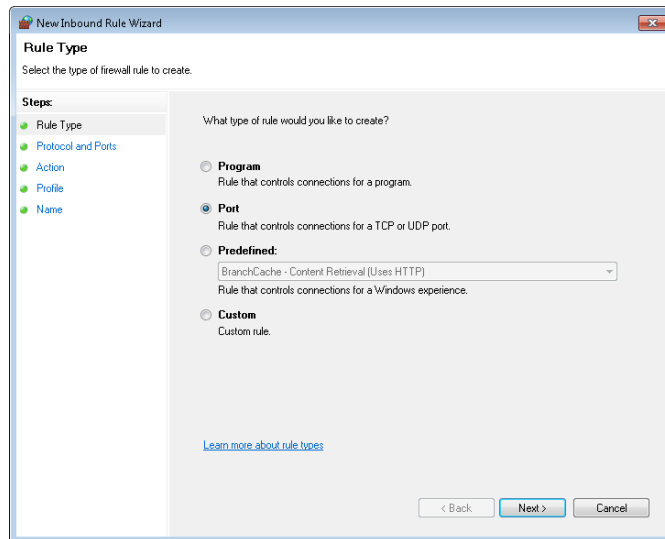 New Inbound Rule Wizard
Rule Type
Select the type of firewall rule to create.
Steps:
Rule Type
Protocol and Ports
Action
Profile
Name
What type of rule would you like to create?
Program
Rule that controls connections for a program.
Port
Rule that controls connections for a TCP or UDP port.
Predefined:
BranchCache - Content Retrieval (Uses HTTP)
Rule that controls connections for a Windows experience.
Custom
Custom rule.
Learn more about rule types
< Back Next > Cancel